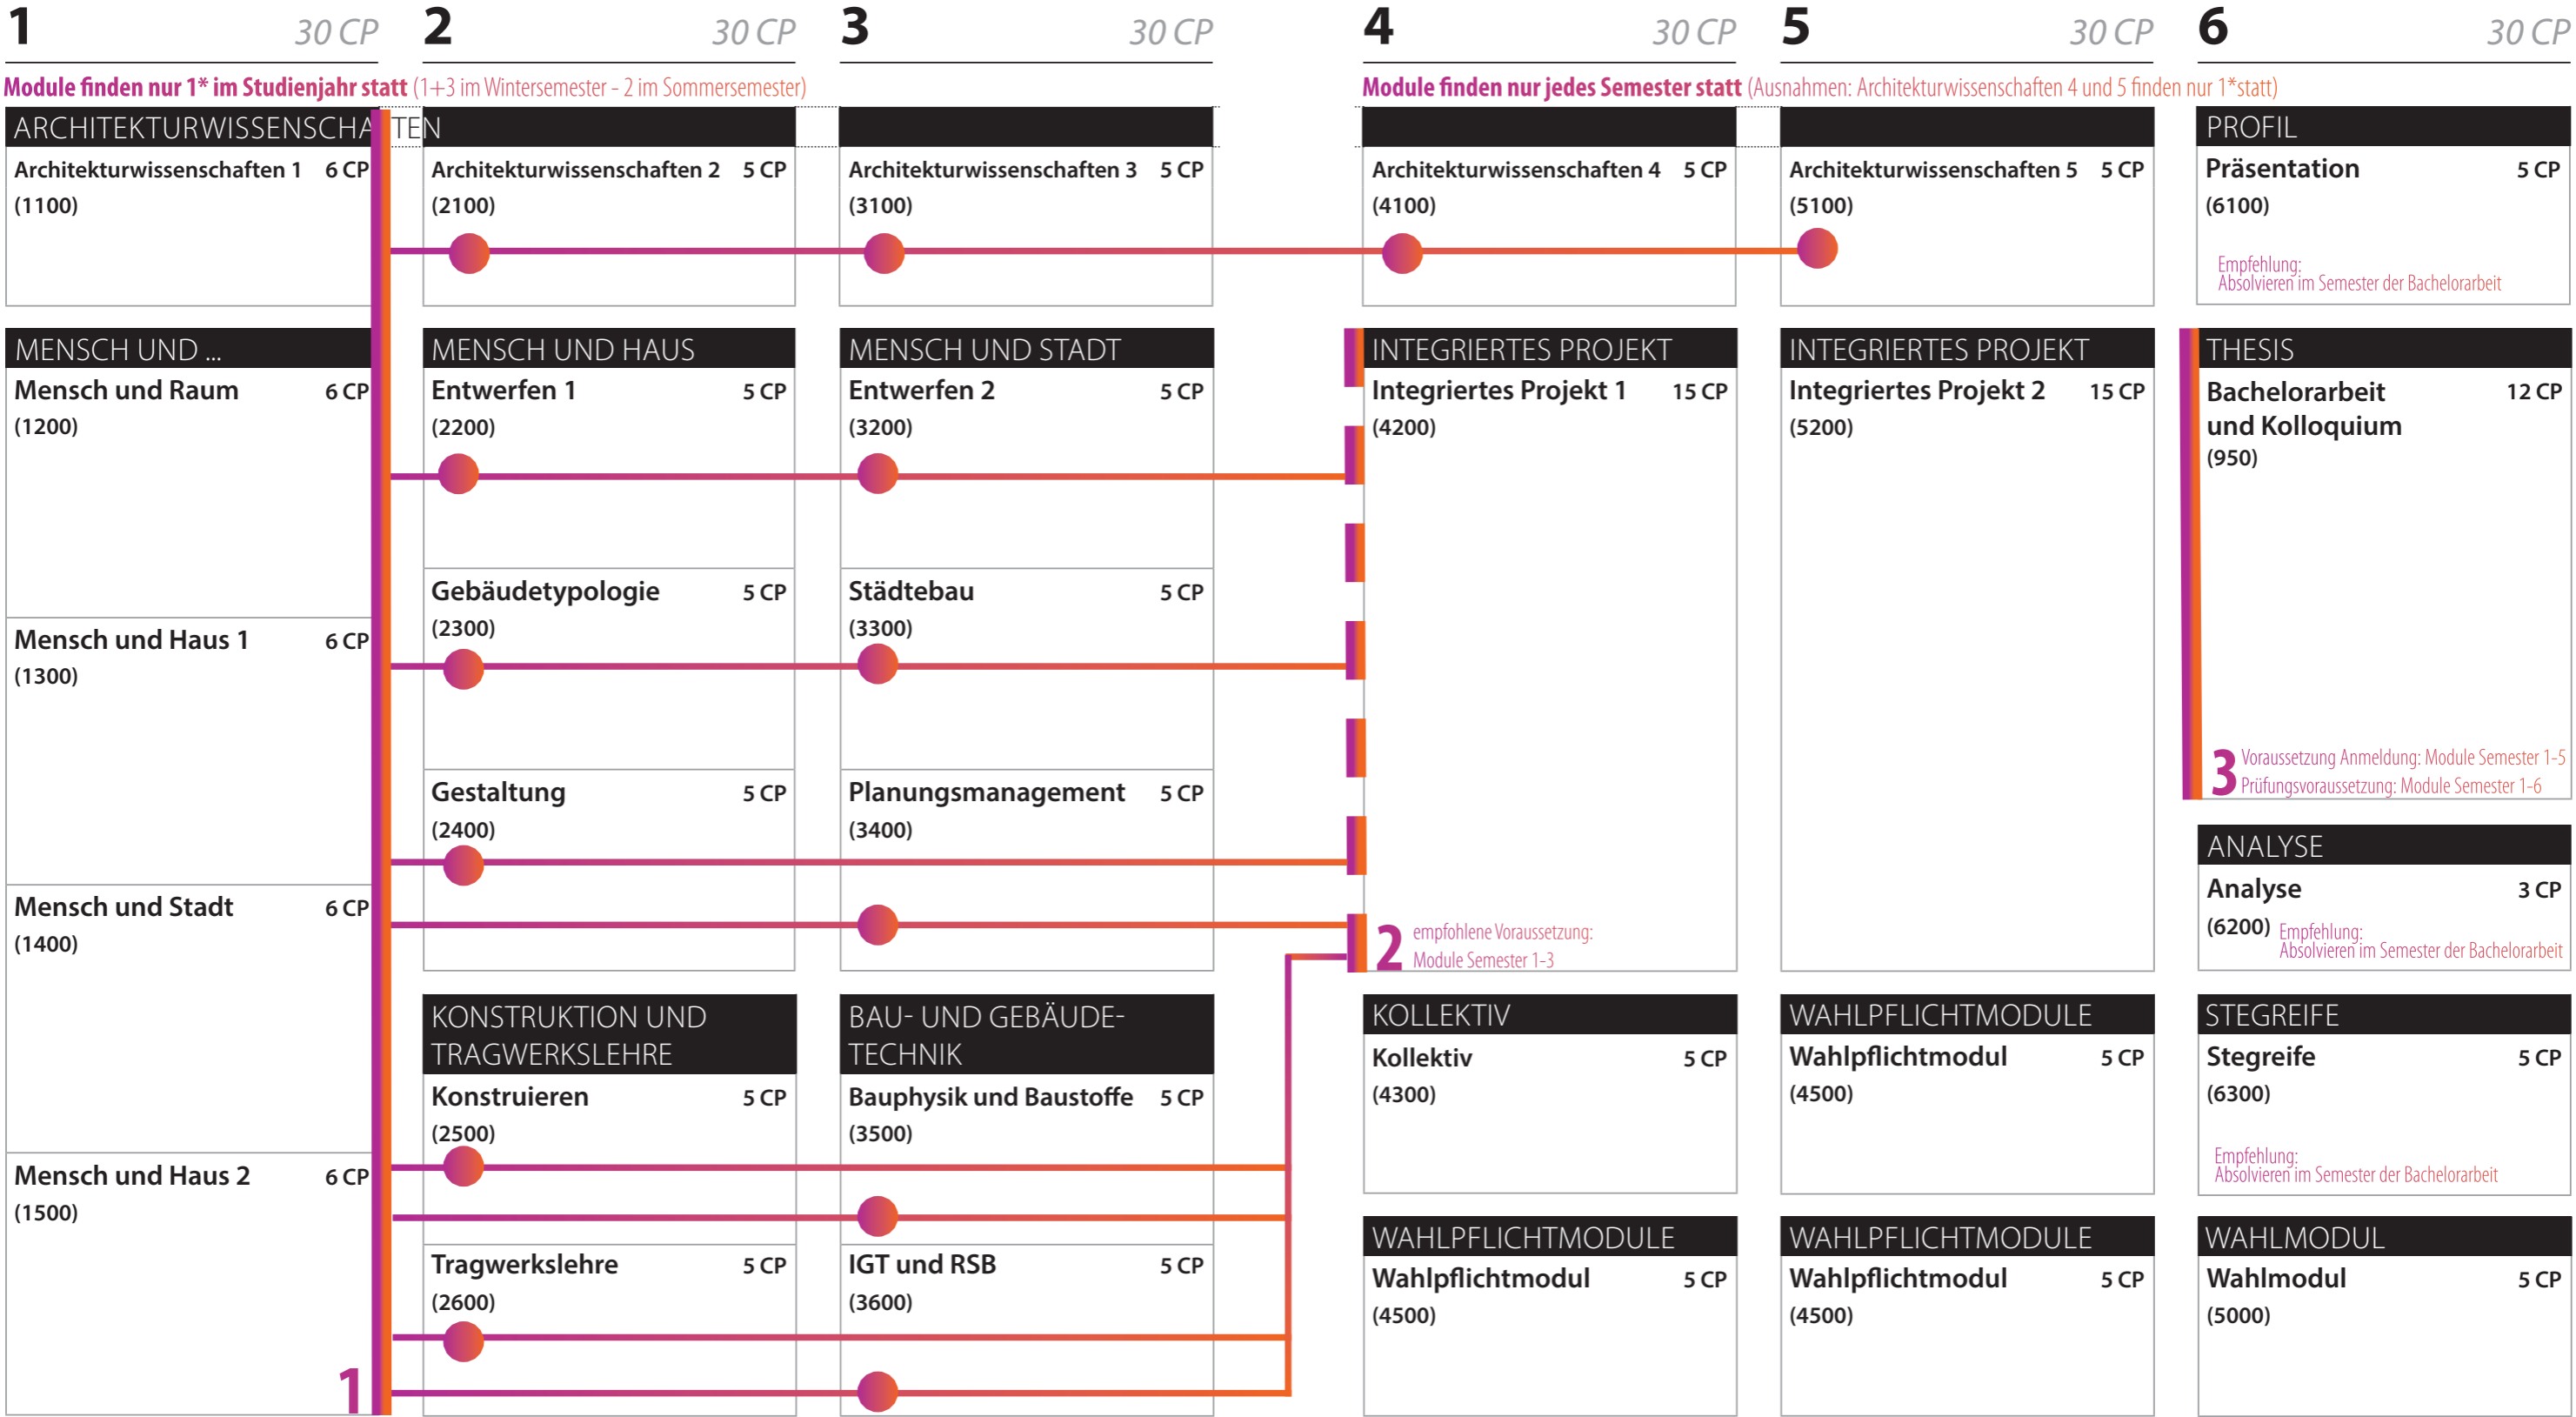 1 30 CP
2 30 CP
3 30 CP
4 30 CP
5 30 CP
6 30 CP
Module finden nur 1* im Studienjahr statt (1+3 im Wintersemester - 2 im Sommersemester)
Module finden nur jedes Semester statt (Ausnahmen: Architekturwissenschaften 4 und 5 finden nur 1*statt)
ARCHITEKTURWISSENSCHAFTEN
Architekturwissenschaften 1 6 CP
(1100)
Architekturwissenschaften 2 5 CP
(2100)
Architekturwissenschaften 3 5 CP
(3100)
Architekturwissenschaften 4 5 CP
(4100)
Architekturwissenschaften 5 5 CP
(5100)
PROFIL
Präsentation 5 CP
(6100)
Empfehlung:
Absolvieren im Semester der Bachelorarbeit
MENSCH UND ...
Mensch und Raum 6 CP
(1200)
Mensch und Haus 1 6 CP
(1300)
Mensch und Stadt 6 CP
(1400)
Mensch und Haus 2 6 CP
(1500)
1
MENSCH UND HAUS
Entwerfen 1 5 CP
(2200)
Gebäudetypologie 5 CP
(2300)
Gestaltung 5 CP
(2400)
KONSTRUKTION UND
TRAGWERKSLEHRE
Konstruieren 5 CP
(2500)
Tragwerkslehre 5 CP
(2600)
MENSCH UND STADT
Entwerfen 2 5 CP
(3200)
Städtebau 5 CP
(3300)
Planungsmanagement 5 CP
(3400)
BAU- UND GEBÄUDE-
TECHNIK
Bauphysik und Baustoffe 5 CP
(3500)
IGT und RSB 5 CP
(3600)
INTEGRIERTES PROJEKT
Integriertes Projekt 1 15 CP
(4200)
2 empfohlene Voraussetzung:
Module Semester 1-3
KOLLEKTIV
Kollektiv 5 CP
(4300)
WAHLPFLICHTMODULE
Wahlpflichtmodul 5 CP
(4500)
INTEGRIERTES PROJEKT
Integriertes Projekt 2 15 CP
(5200)
WAHLPFLICHTMODULE
Wahlpflichtmodul 5 CP
(4500)
WAHLPFLICHTMODULE
Wahlpflichtmodul 5 CP
(4500)
THESIS
Bachelorarbeit 12 CP
und Kolloquium
(950)
3 Voraussetzung Anmeldung: Module Semester 1-5
Prüfungsvoraussetzung: Module Semester 1-6
ANALYSE
Analyse 3 CP
(6200) Empfehlung:
Absolvieren im Semester der Bachelorarbeit
STEGREIFE
Stegreife 5 CP
(6300)
Empfehlung:
Absolvieren im Semester der Bachelorarbeit
WAHLMODUL
Wahlmodul 5 CP
(5000)